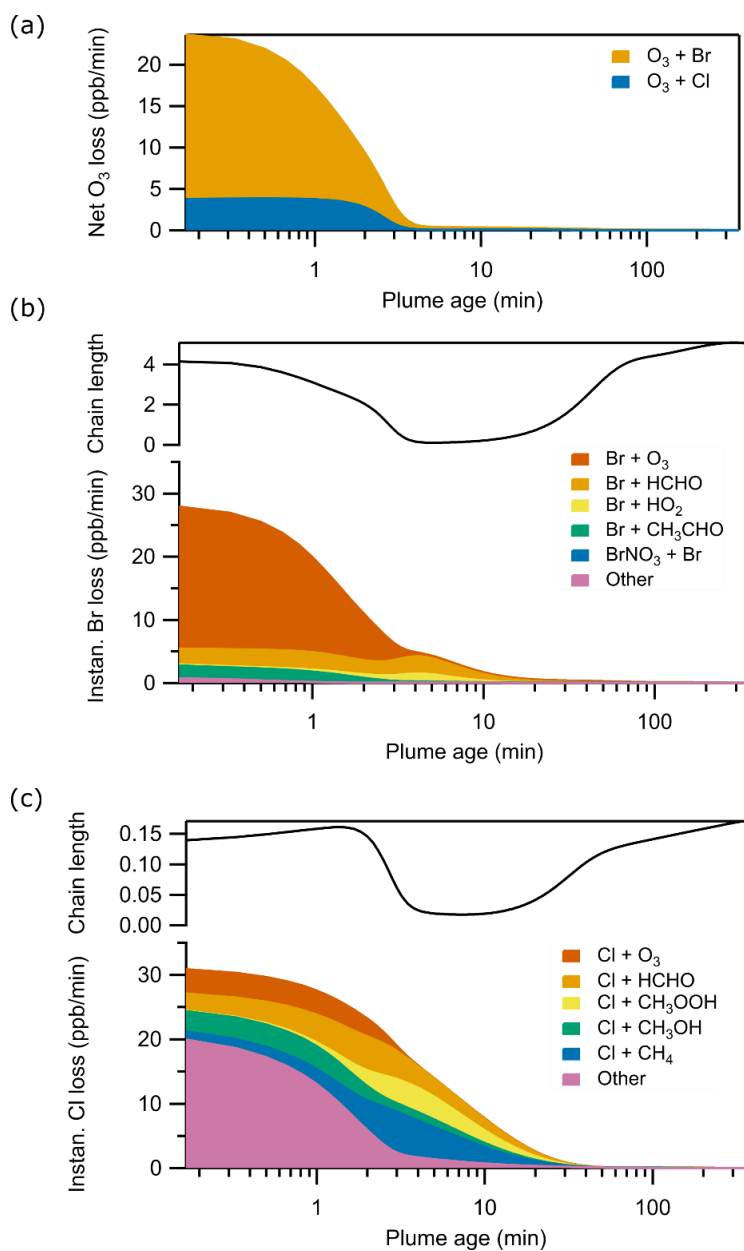 (a)
Net O₃ loss (ppb/min)
20
15
10
5
0
O₃ + Br
O₃ + Cl
1
10
100
Plume age (min)
(b)
Chain length
4
2
0
Instan. Br loss (ppb/min)
30
20
10
0
Br + O₃
Br + HCHO
Br + HO₂
Br + CH₃CHO
BrNO₃ + Br
Other
1
10
100
Plume age (min)
(c)
Chain length
0.15
0.10
0.05
0.00
Instan. Cl loss (ppb/min)
30
20
10
0
Cl + O₃
Cl + HCHO
Cl + CH₃OOH
Cl + CH₃OH
Cl + CH₄
Other
1
10
100
Plume age (min)